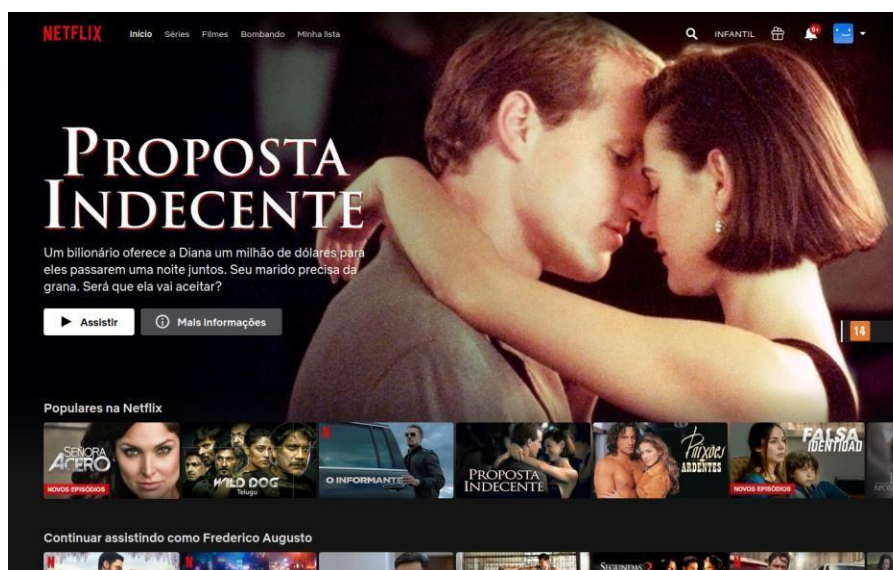 NETFLIX Início Séries Filmes Bombando Minha lista INFANTIL 9+
PROPOSTA
INDECENTE
Um bilionário oferece a Diana um milhão de dólares para
eles passarem uma noite juntos. Seu marido precisa da
grana. Será que ela vai aceitar?
Assistir Mais informações
14
Populares na Netflix
SEÑORA
ACERO
NOVOS EPISÓDIOS
WILD DOG
Telugu
N
O INFORMANTE
PROPOSTA
INDECENTE
Paixões
ARDENTES
FALSA
IDENTIDAD
NOVOS EPISÓDIOS
Continuar assistindo como Frederico Augusto
N
N
SEGUNDAS
N